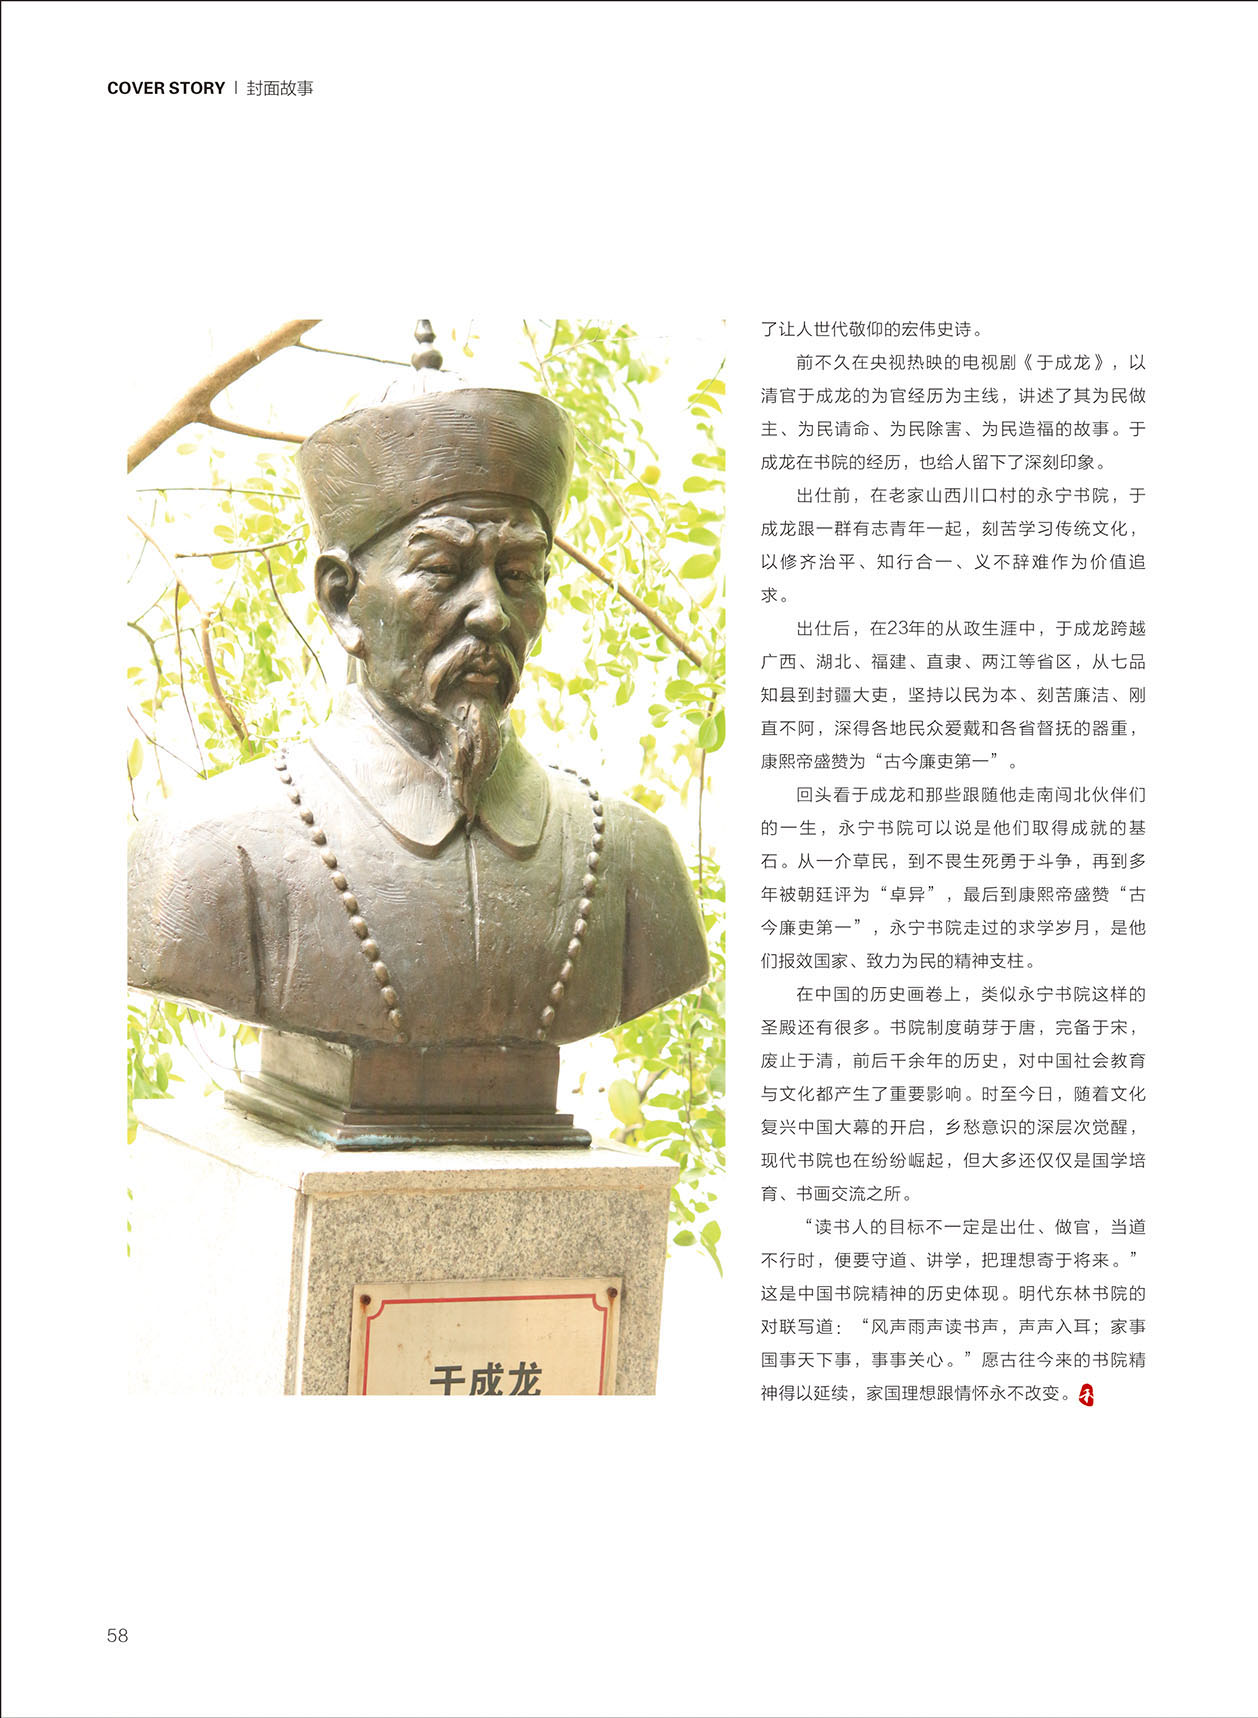 COVER STORY | 封面故事
于成龙
了让人世代敬仰的宏伟史诗。
前不久在央视热映的电视剧《于成龙》，以
清官于成龙的为官经历为主线，讲述了其为民做
主、为民请命、为民除害、为民造福的故事。于
成龙在书院的经历，也给人留下了深刻印象。
出仕前，在老家山西川口村的永宁书院，于
成龙跟一群有志青年一起，刻苦学习传统文化，
以修齐治平、知行合一、义不辞难作为价值追
求。
出仕后，在23年的从政生涯中，于成龙跨越
广西、湖北、福建、直隶、两江等省区，从七品
知县到封疆大吏，坚持以民为本、刻苦廉洁、刚
直不阿，深得各地民众爱戴和各省督抚的器重，
康熙帝盛赞为“古今廉吏第一”。
回头看于成龙和那些跟随他走南闯北伙伴们
的一生，永宁书院可以说是他们取得成就的基
石。从一介草民，到不畏生死勇于斗争，再到多
年被朝廷评为“卓异”，最后到康熙帝盛赞“古
今廉吏第一”，永宁书院走过的求学岁月，是他
们报效国家、致力为民的精神支柱。
在中国的历史画卷上，类似永宁书院这样的
圣殿还有很多。书院制度萌芽于唐，完备于宋，
废止于清，前后千余年的历史，对中国社会教育
与文化都产生了重要影响。时至今日，随着文化
复兴中国大幕的开启，乡愁意识的深层次觉醒，
现代书院也在纷纷崛起，但大多还仅仅是国学培
育、书画交流之所。
“读书人的目标不一定是出仕、做官，当道
不行时，便要守道、讲学，把理想寄于将来。”
这是中国书院精神的历史体现。明代东林书院的
对联写道：“风声雨声读书声，声声入耳；家事
国事天下事，事事关心。”愿古往今来的书院精
神得以延续，家国理想跟情怀永不改变。
58